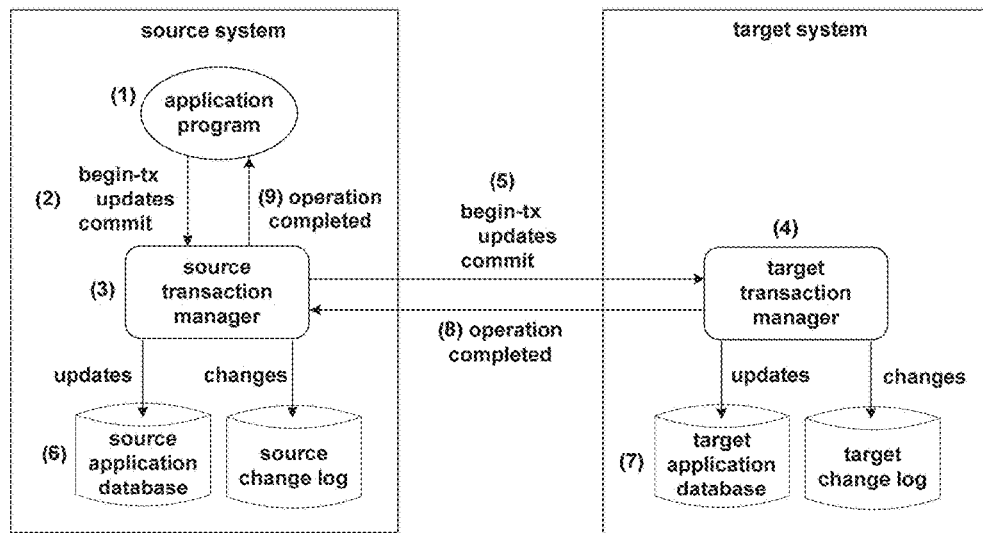 source system
target system
(1)
application
program
(2)
begin-tx
updates
commit
(9) operation
completed
(5)
begin-tx
updates
commit
(3)
source
transaction
manager
(4)
target
transaction
manager
(8) operation
completed
updates
changes
updates
changes
(6)
source
application
database
source
change log
(7)
target
application
database
target
change log